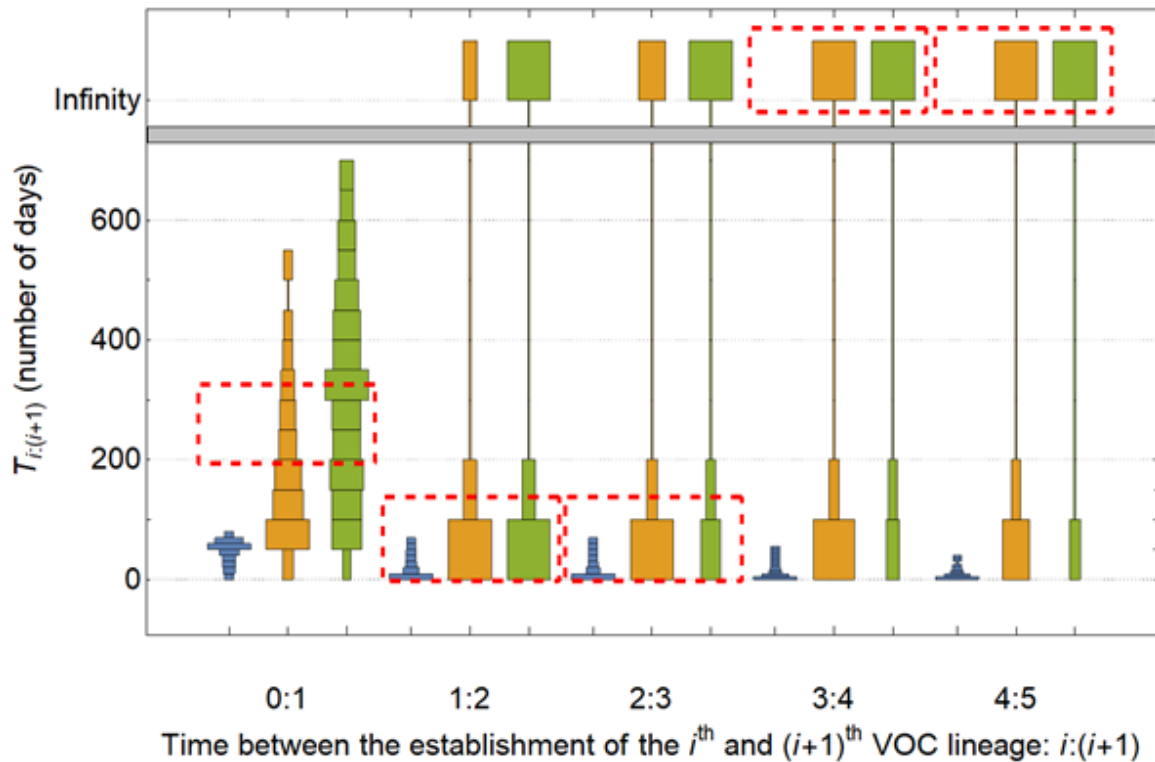 Infinity
600
400
200
0
T i:(i+1) (number of days)
0:1 1:2 2:3 3:4 4:5
Time between the establishment of the i^th and (i+1)^th VOC lineage: i:(i+1)